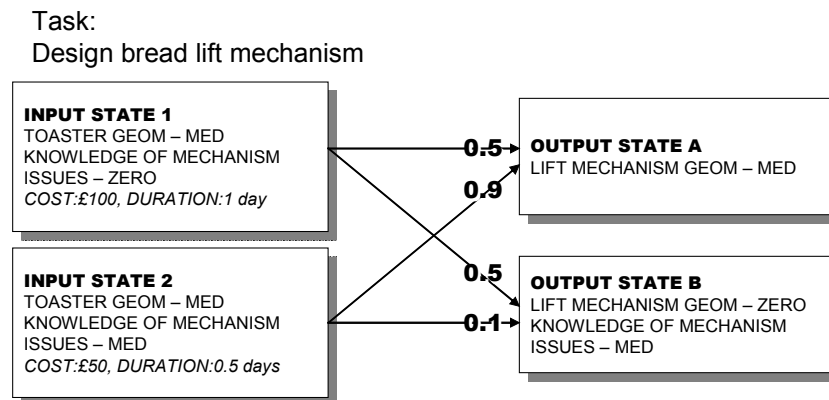 Task:
Design bread lift mechanism
INPUT STATE 1
TOASTER GEOM – MED
KNOWLEDGE OF MECHANISM
ISSUES – ZERO
COST:£100, DURATION:1 day
INPUT STATE 2
TOASTER GEOM – MED
KNOWLEDGE OF MECHANISM
ISSUES – MED
COST:£50, DURATION:0.5 days
0.5
0.9
0.5
0.1
OUTPUT STATE A
LIFT MECHANISM GEOM – MED
OUTPUT STATE B
LIFT MECHANISM GEOM – ZERO
KNOWLEDGE OF MECHANISM
ISSUES – MED